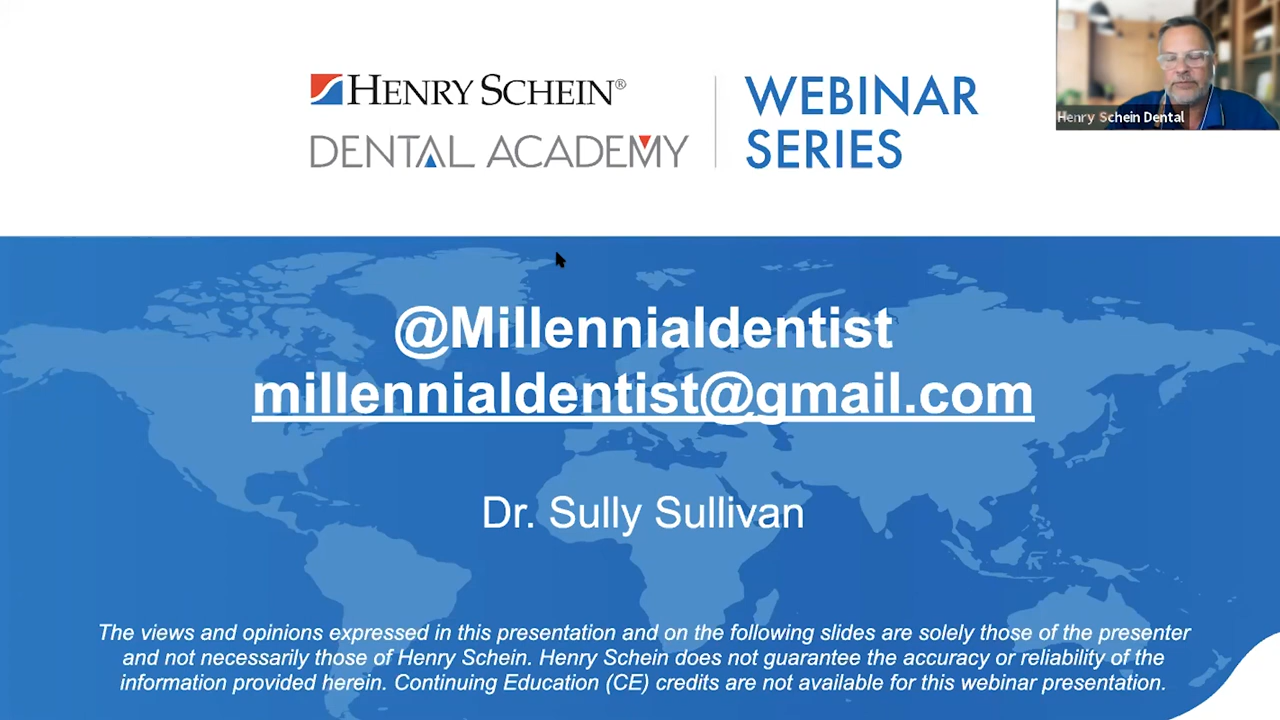 HENRY SCHEIN®
DENTAL ACADEMY
WEBINAR
SERIES
Henry Schein Dental
@Millennialdentist
millennialdentist@gmail.com
Dr. Sully Sullivan
The views and opinions expressed in this presentation and on the following slides are solely those of the presenter
and not necessarily those of Henry Schein. Henry Schein does not guarantee the accuracy or reliability of the
information provided herein. Continuing Education (CE) credits are not available for this webinar presentation.